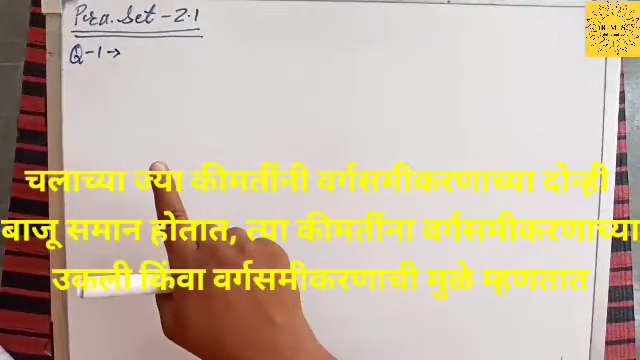 Pra. Set - 2.1
Q-1→
चलाच्या ज्या कीमतींनी वर्गसमीकरणाच्या दोन्ही
बाजू समान होतात, त्या कीमतींना वर्गसमीकरणाच्या
उकली किंवा वर्गसमीकरणाची मुळे म्हणतात